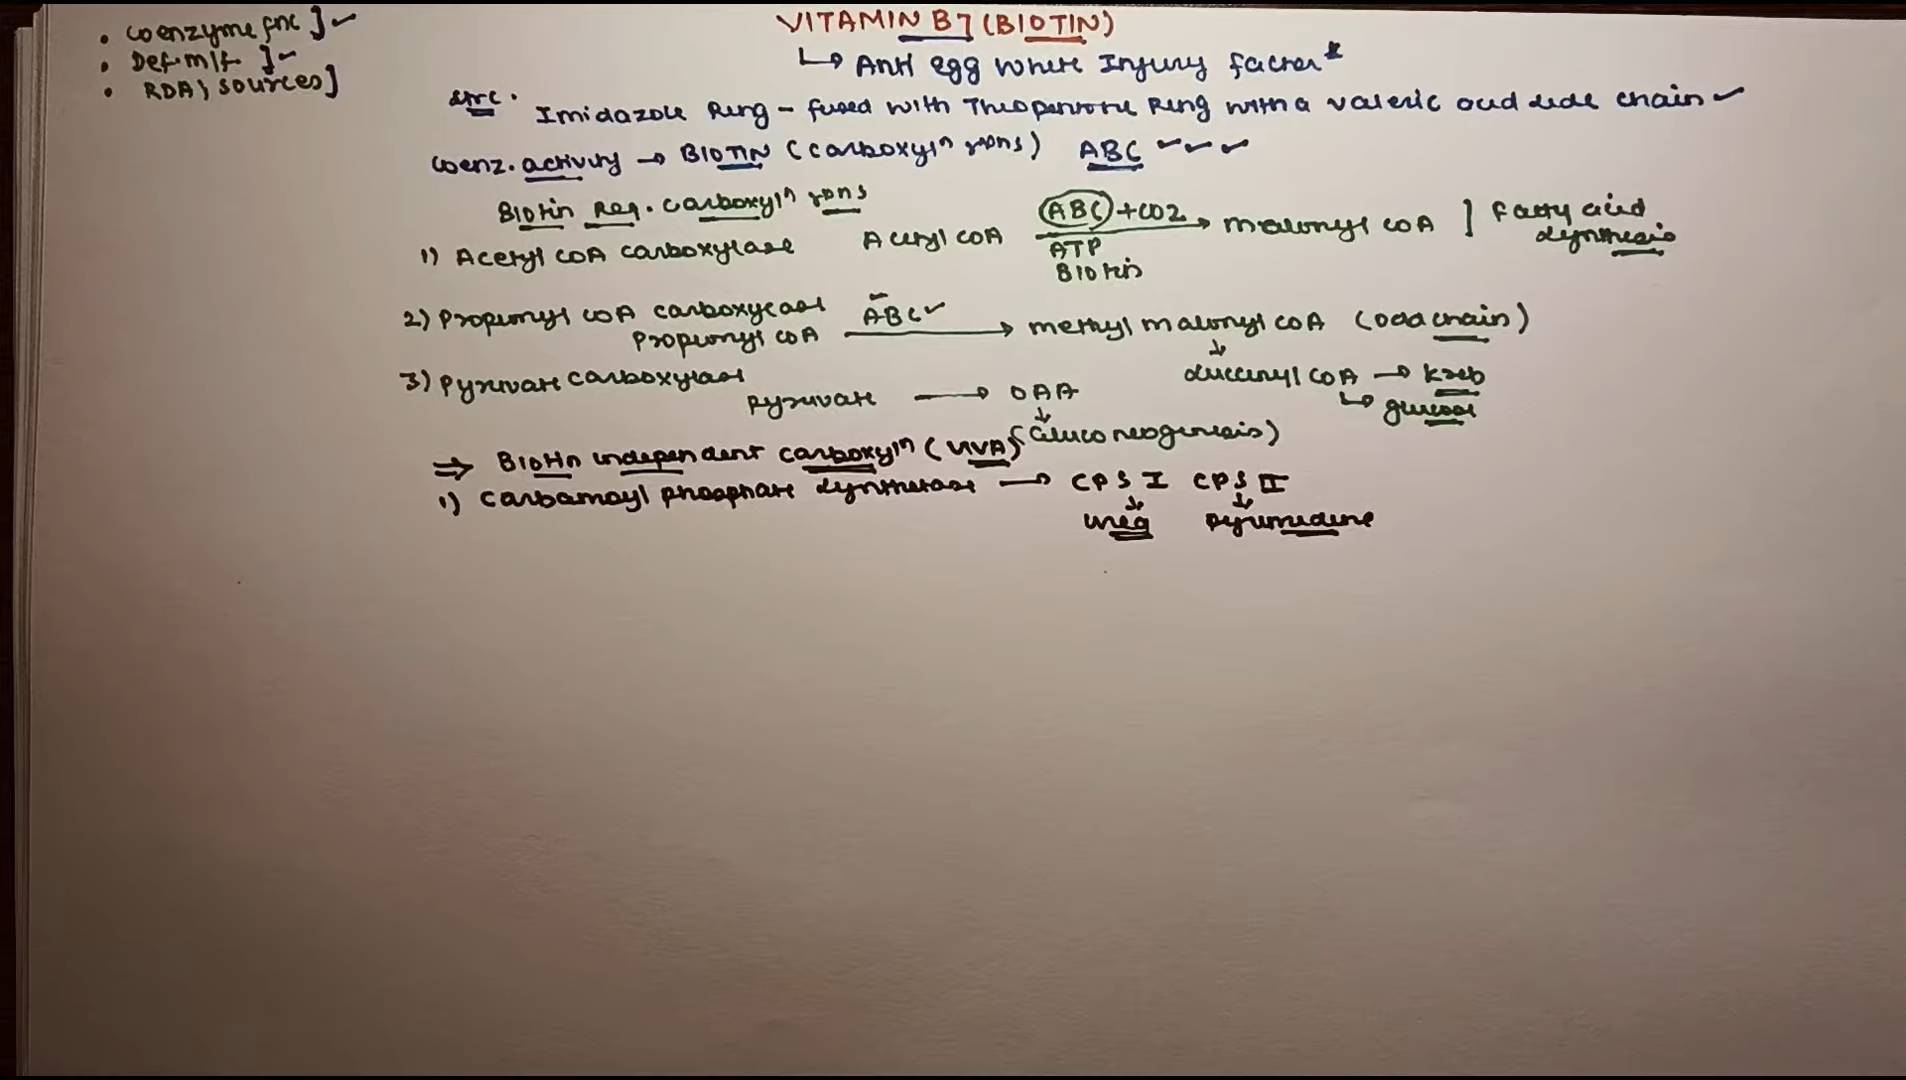 • coenzyme fnc ] ✓
• Def. m/f ] ✓
• RDA, sources ]
VITAMIN B7 (BIOTIN)
↳ Anti egg white Injury factor *
struc.
Imidazole Ring – fused with Thiophene Ring with a valeric acid side chain ✓
coenz. activity → BIOTIN (carboxylⁿ rxns) ABC ✓ ✓ ✓
Biotin Req. carboxylⁿ rxns
1) Acetyl coA carboxylase Acetyl coA (ABC) + CO2 → malonyl coA ] fatty acid synthesis
ATP
Biotin
2) Propionyl coA carboxylase
Propionyl coA ABC ✓ → methyl malonyl coA (odd chain)
↓
succinyl coA → kreb
↳ glucose
3) Pyruvate carboxylase
pyruvate → OAA
↓
(Gluconeogenesis)
⇒ Biotin independent carboxylⁿ (VIVA)
1) carbamoyl phosphate synthetase → CPS I CPS II
↓ ↓
urea pyrimidine